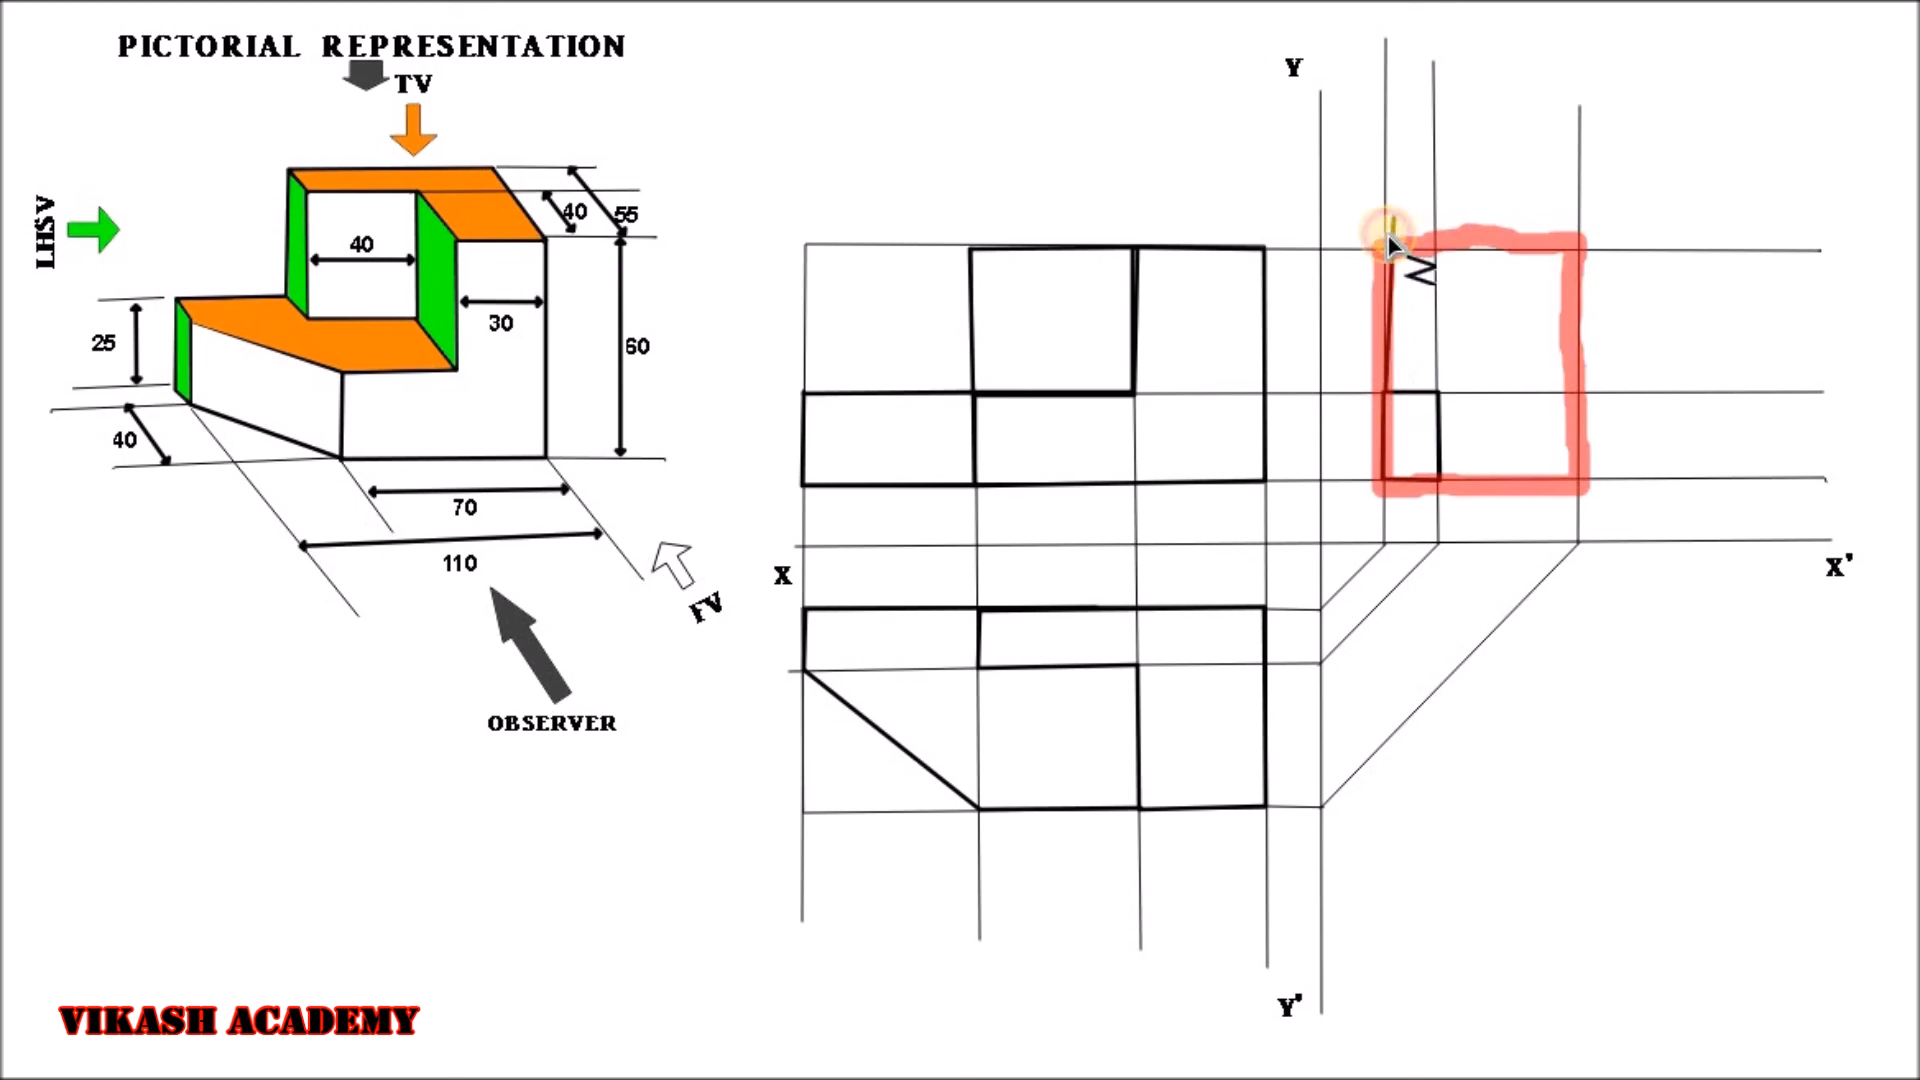 PICTORIAL REPRESENTATION
TV
LHSV
40
55
40
30
25
60
40
70
110
FV
OBSERVER
Y
X
X'
Y'
VIKASH ACADEMY